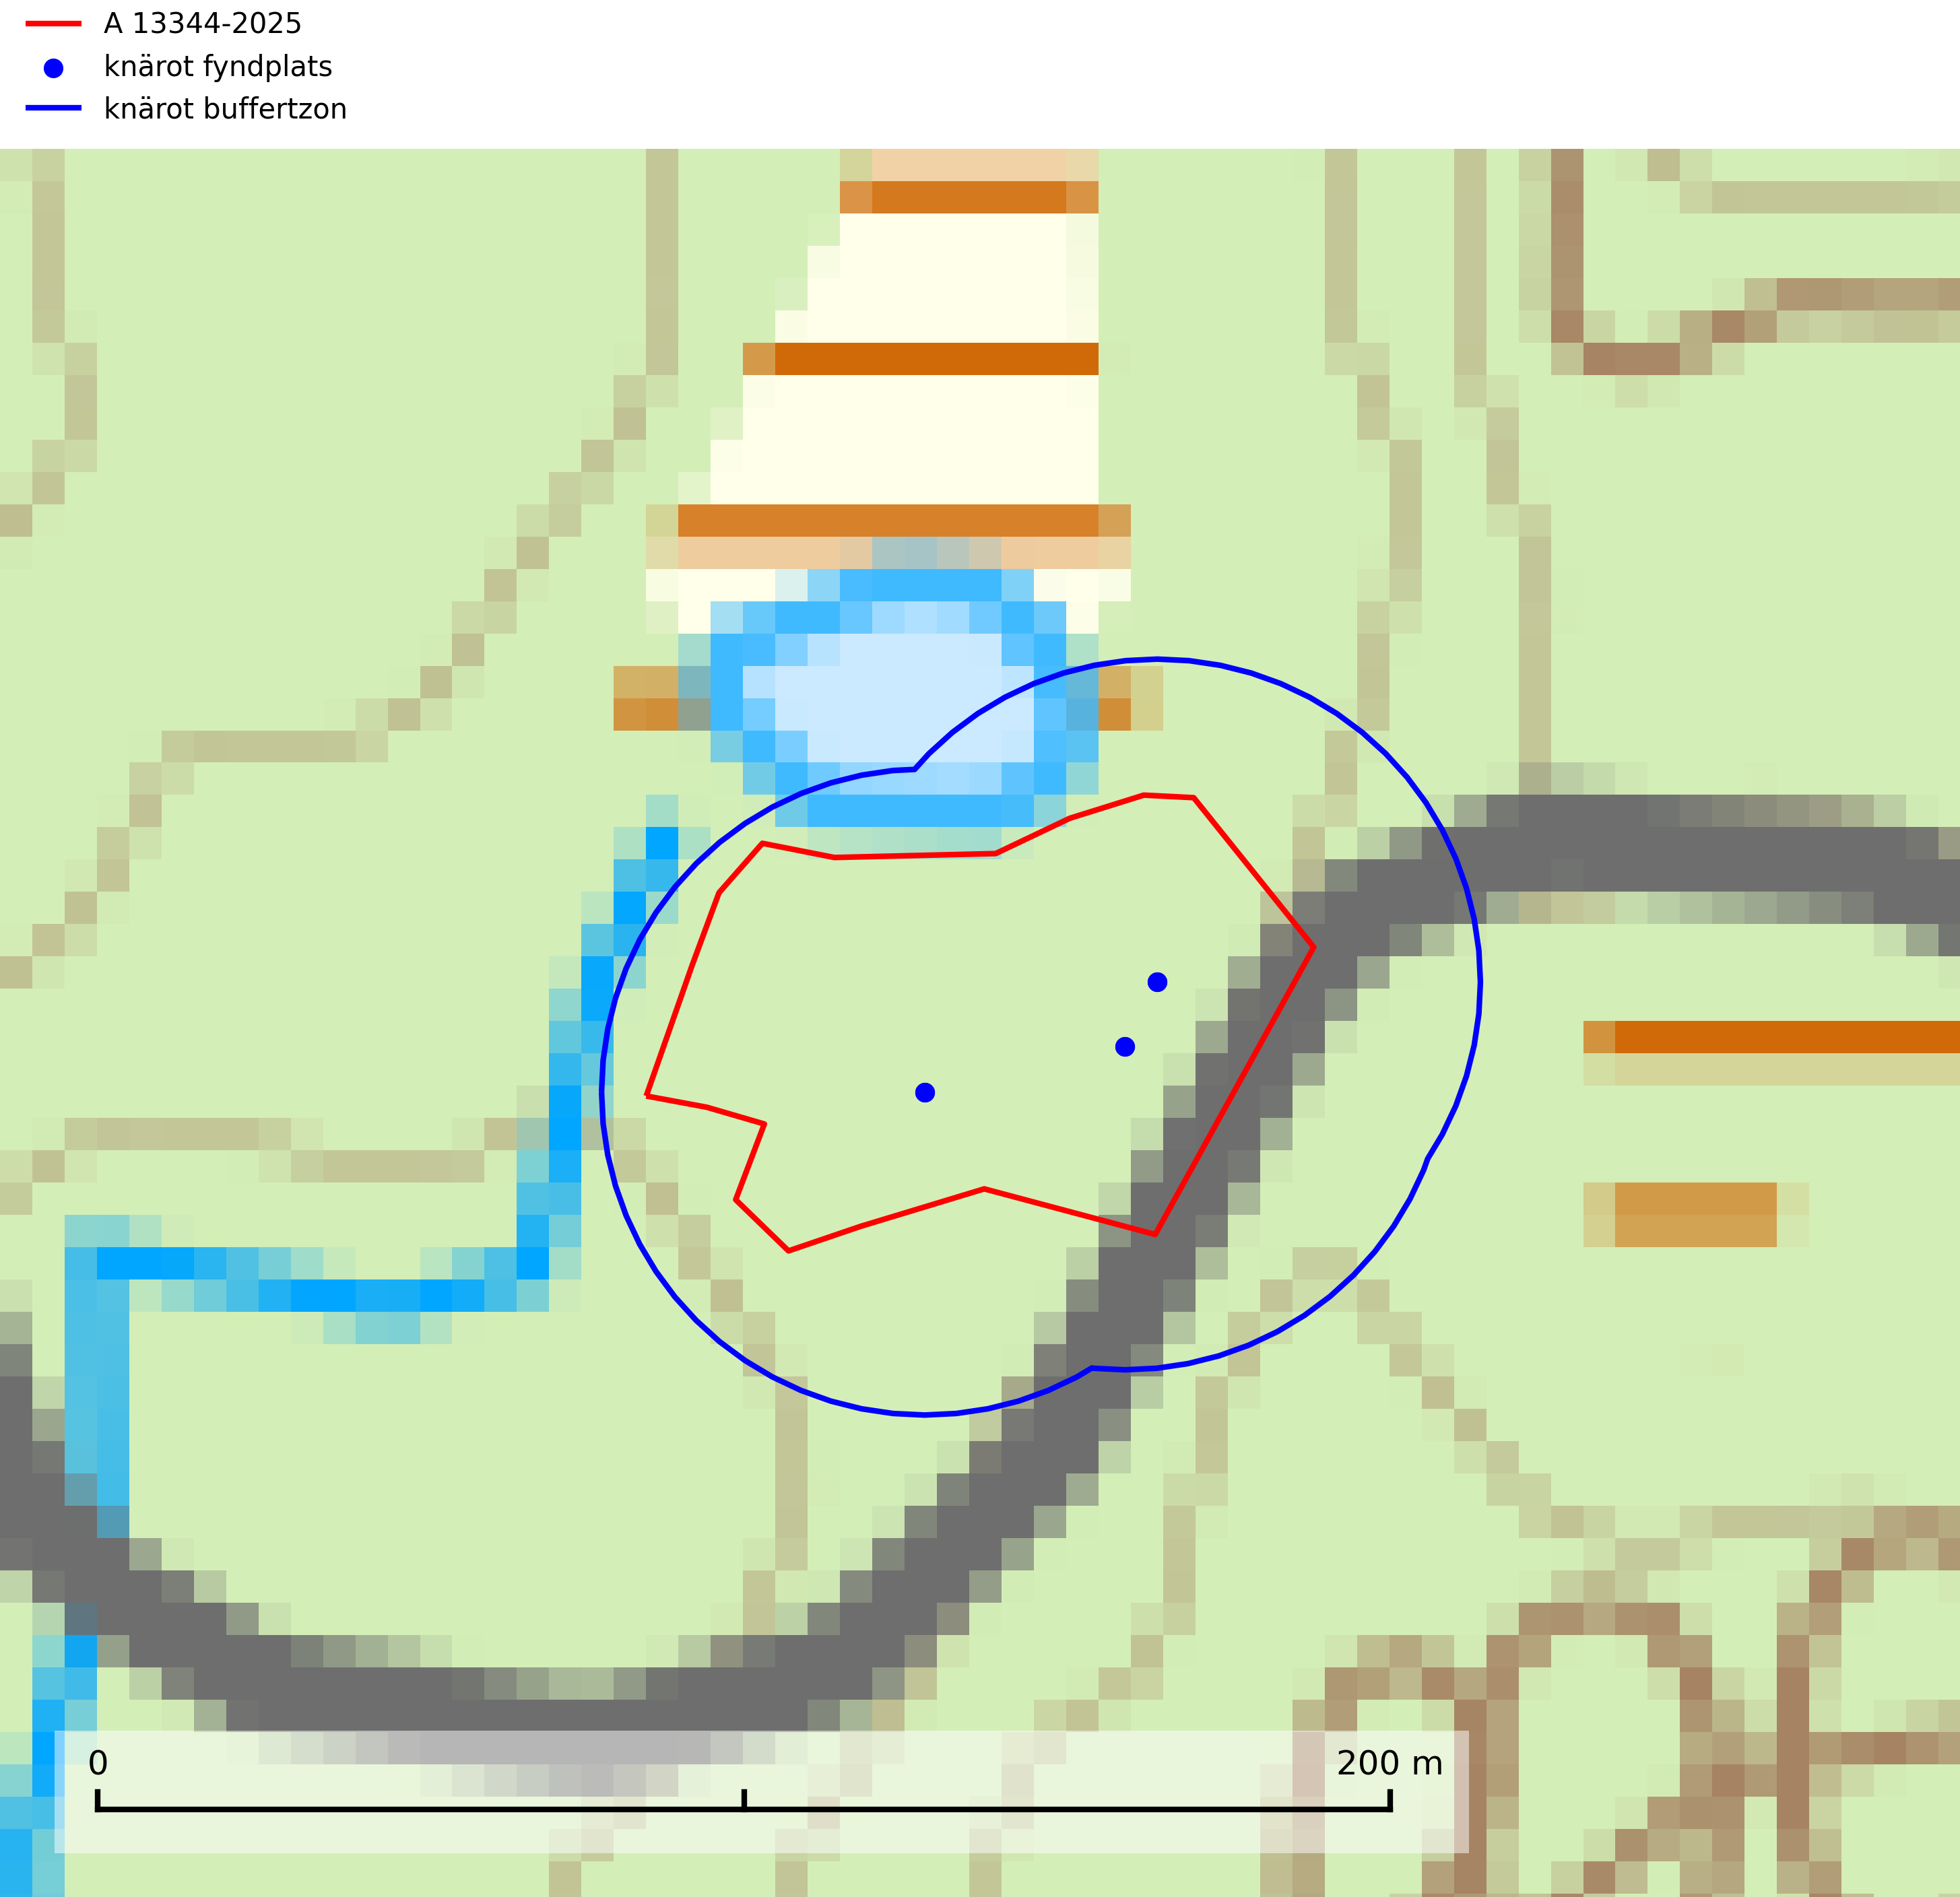 A 13344-2025
knärot fyndplats
knärot buffertzon
0 200 m